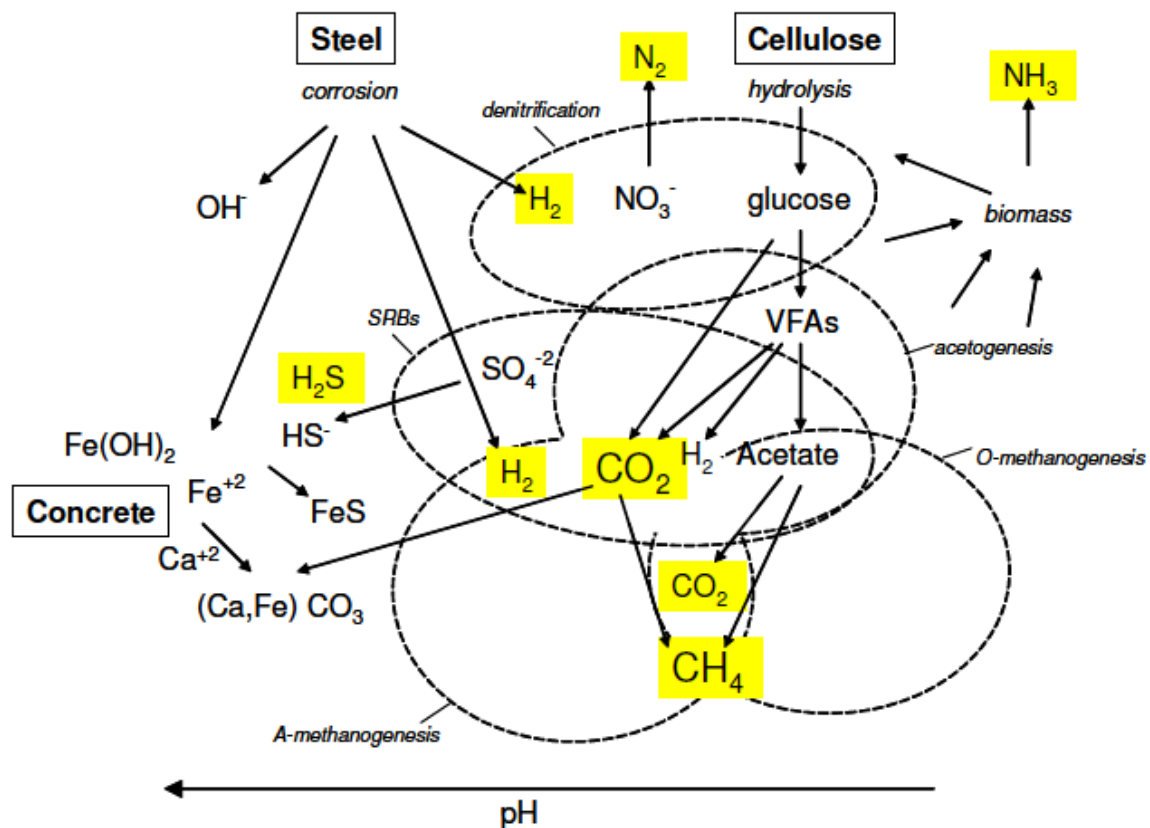 Steel
Cellulose
N₂
NH₃
corrosion
hydrolysis
denitrification
OH⁻
H₂
NO₃⁻
glucose
biomass
SRBs
VFAs
acetogenesis
H₂S
SO₄⁻²
HS⁻
Fe(OH)₂
H₂
CO₂
H₂
Acetate
O-methanogenesis
Fe⁺²
FeS
Concrete
Ca⁺²
CO₂
(Ca,Fe) CO₃
CH₄
A-methanogenesis
pH